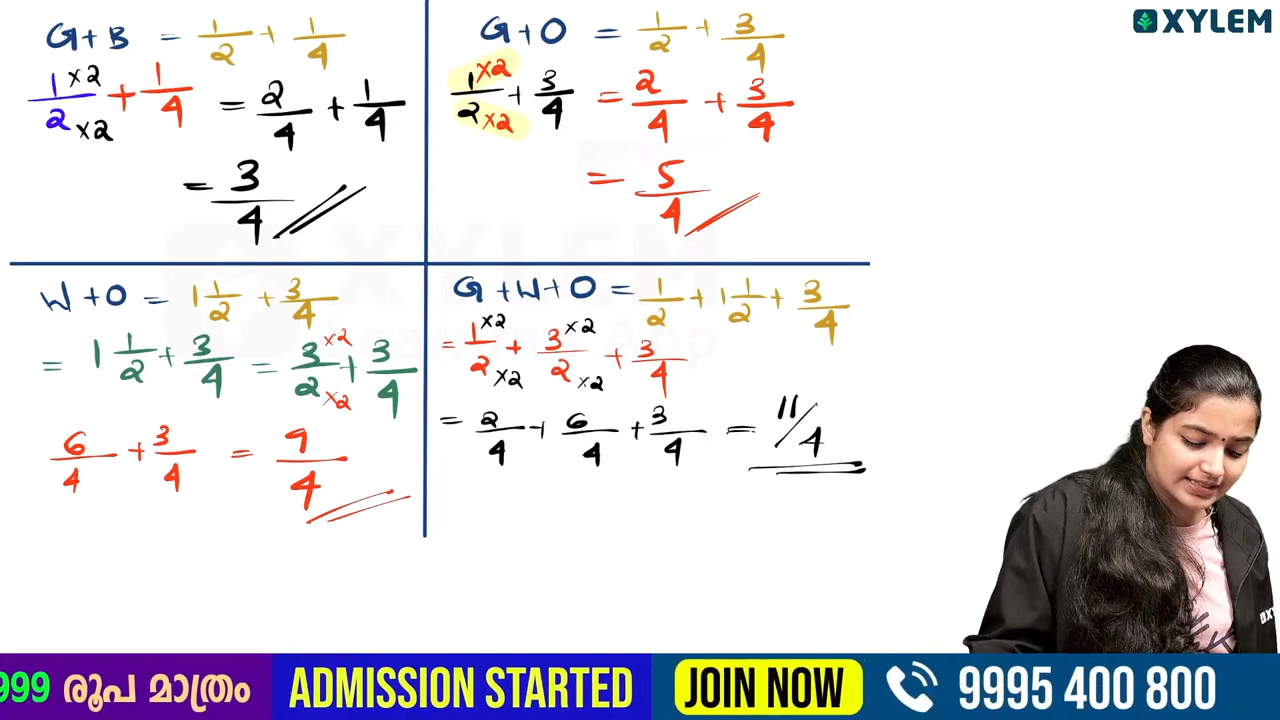 G+B = 1/2 + 1/4
1×2/2×2 + 1/4 = 2/4 + 1/4
= 3/4
G+O = 1/2 + 3/4
1×2/2×2 + 3/4 = 2/4 + 3/4
= 5/4
W+O = 1 1/2 + 3/4
= 1 1/2 + 3/4 = 3×2/2×2 + 3/4
6/4 + 3/4 = 9/4
G+W+O = 1/2 + 1 1/2 + 3/4
= 1×2/2×2 + 3×2/2×2 + 3/4
= 2/4 + 6/4 + 3/4 = 11/4
XYLEM
XYLEM
Learning App
999 രൂപ മാത്രം ADMISSION STARTED JOIN NOW 9995 400 800